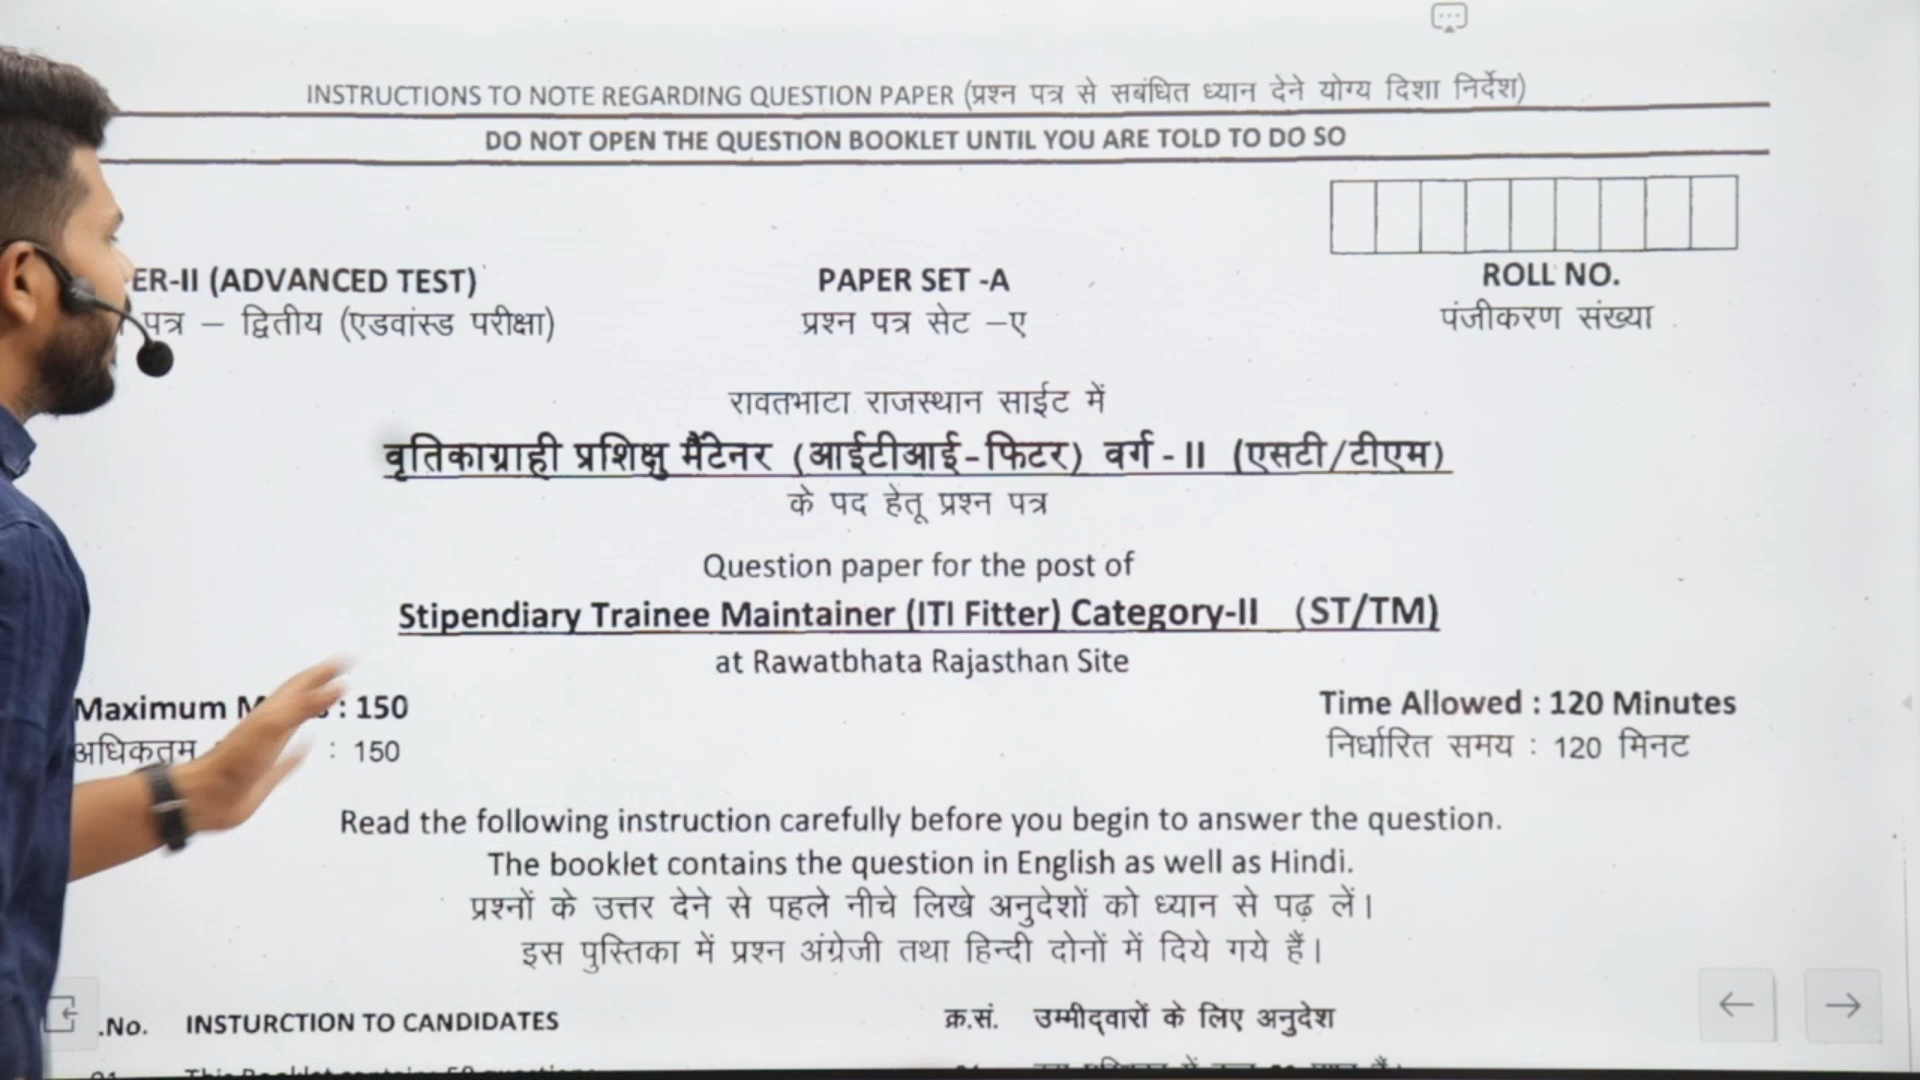 INSTRUCTIONS TO NOTE REGARDING QUESTION PAPER (प्रश्न पत्र से सबंधित ध्यान देने योग्य दिशा निर्देश)
DO NOT OPEN THE QUESTION BOOKLET UNTIL YOU ARE TOLD TO DO SO
ER-II (ADVANCED TEST) PAPER SET -A ROLL NO.
पत्र – द्वितीय (एडवांस्ड परीक्षा) प्रश्न पत्र सेट –ए पंजीकरण संख्या
रावतभाटा राजस्थान साईट में
वृतिकाग्राही प्रशिक्षु मैंटेनर (आईटीआई-फिटर) वर्ग - II (एसटी/टीएम)
के पद हेतू प्रश्न पत्र
Question paper for the post of
Stipendiary Trainee Maintainer (ITI Fitter) Category-II (ST/TM)
at Rawatbhata Rajasthan Site
Maximum : 150 Time Allowed : 120 Minutes
अधिकतम : 150 निर्धारित समय : 120 मिनट
Read the following instruction carefully before you begin to answer the question.
The booklet contains the question in English as well as Hindi.
प्रश्नों के उत्तर देने से पहले नीचे लिखे अनुदेशों को ध्यान से पढ़ लें।
इस पुस्तिका में प्रश्न अंग्रेजी तथा हिन्दी दोनों में दिये गये हैं।
.No. INSTURCTION TO CANDIDATES क्र.सं. उम्मीद्वारों के लिए अनुदेश